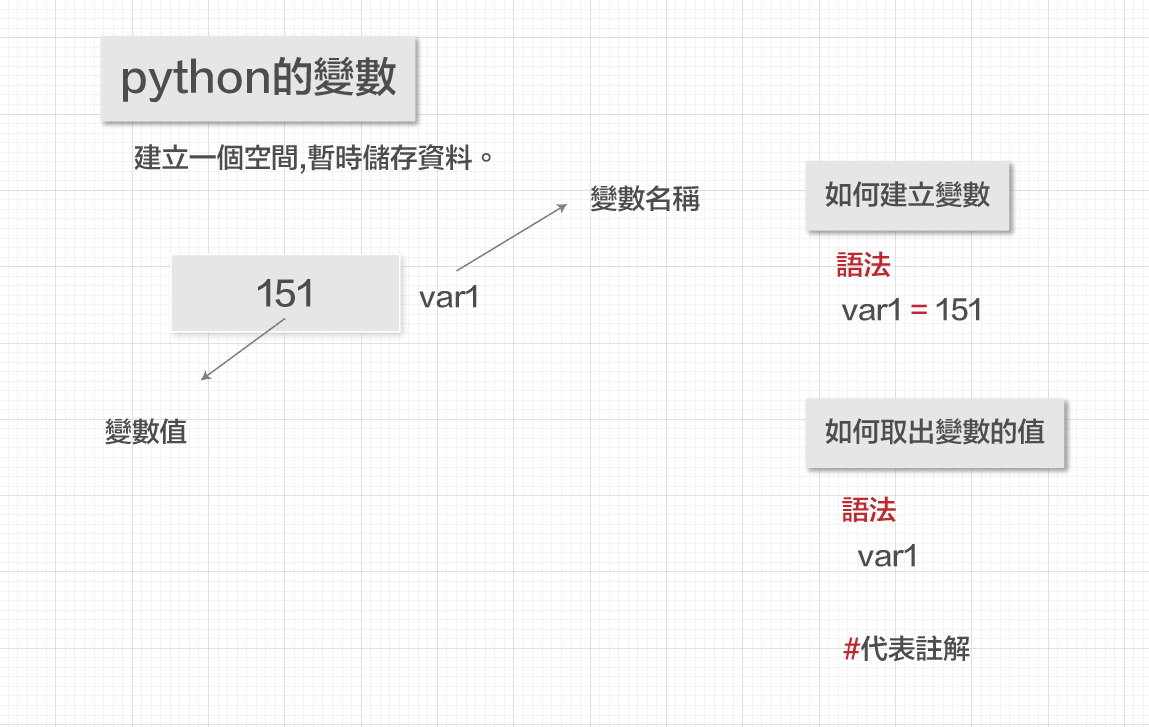 python的變數
建立一個空間,暫時儲存資料。
變數名稱
151
var1
變數值
如何建立變數
語法
var1 = 151
如何取出變數的值
語法
var1
#代表註解